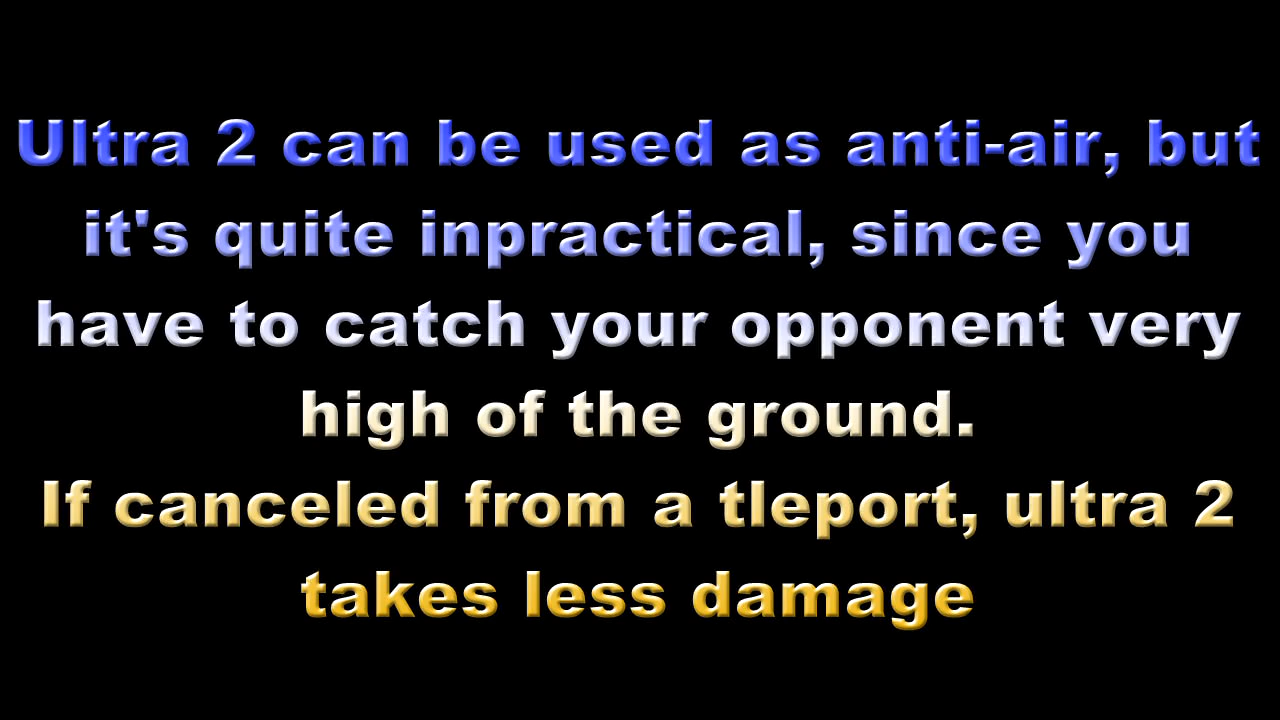 Ultra 2 can be used as anti-air, but
it's quite inpractical, since you
have to catch your opponent very
high of the ground.
If canceled from a tleport, ultra 2
takes less damage